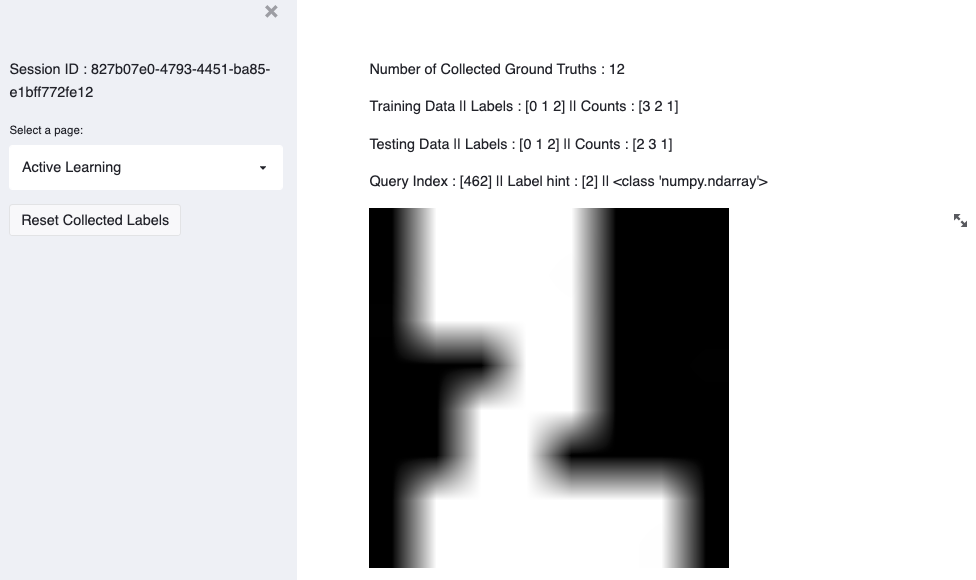 Session ID : 827b07e0-4793-4451-ba85-
e1bff772fe12
Select a page:
Active Learning
Reset Collected Labels
Number of Collected Ground Truths : 12
Training Data || Labels : [0 1 2] || Counts : [3 2 1]
Testing Data || Labels : [0 1 2] || Counts : [2 3 1]
Query Index : [462] || Label hint : [2] || <class 'numpy.ndarray'>